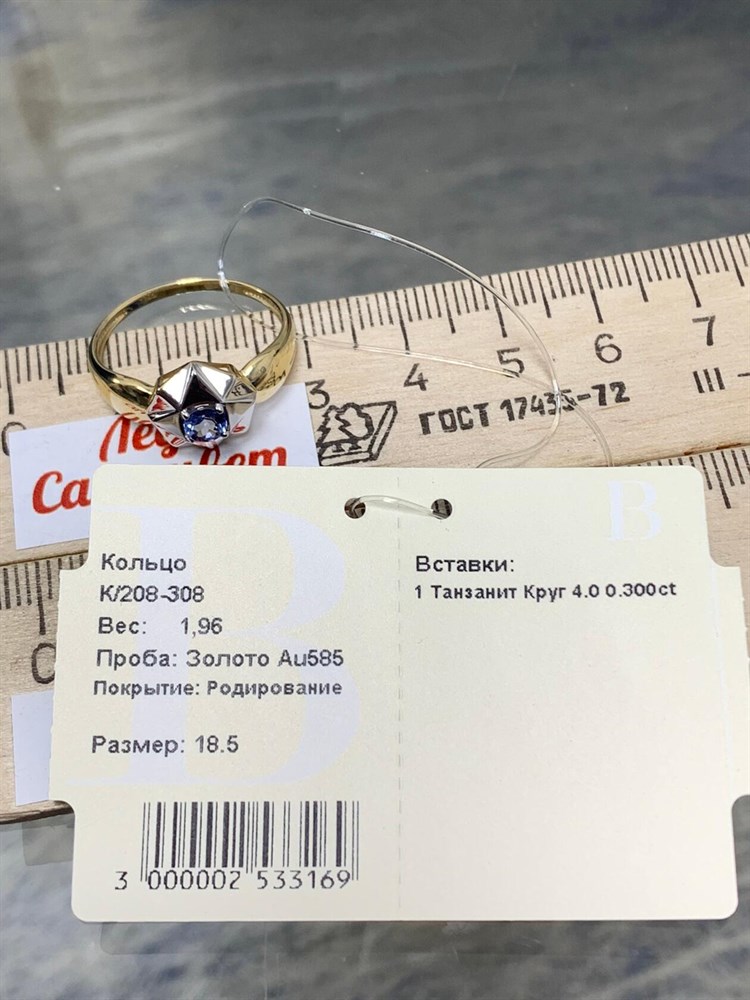 3 4 5 6 7
ГОСТ 17435-72
III
B
Кольцо
К/208-308
Вес: 1,96
Проба: Золото Au585
Покрытие: Родирование
Размер: 18.5
3 000002 533169
Вставки:
1 Танзанит Круг 4.0 0.300ct